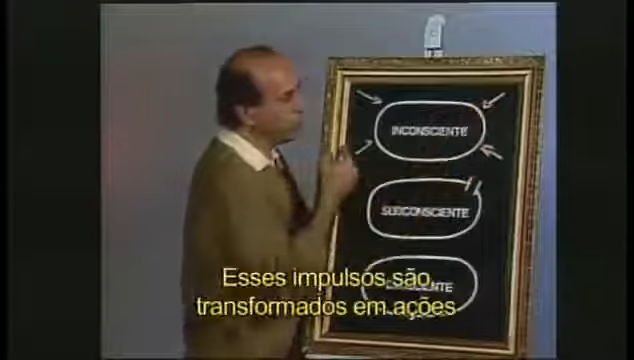 INCONSCIENTE
SUBCONSCIENTE
Esses impulsos são
transformados em ações